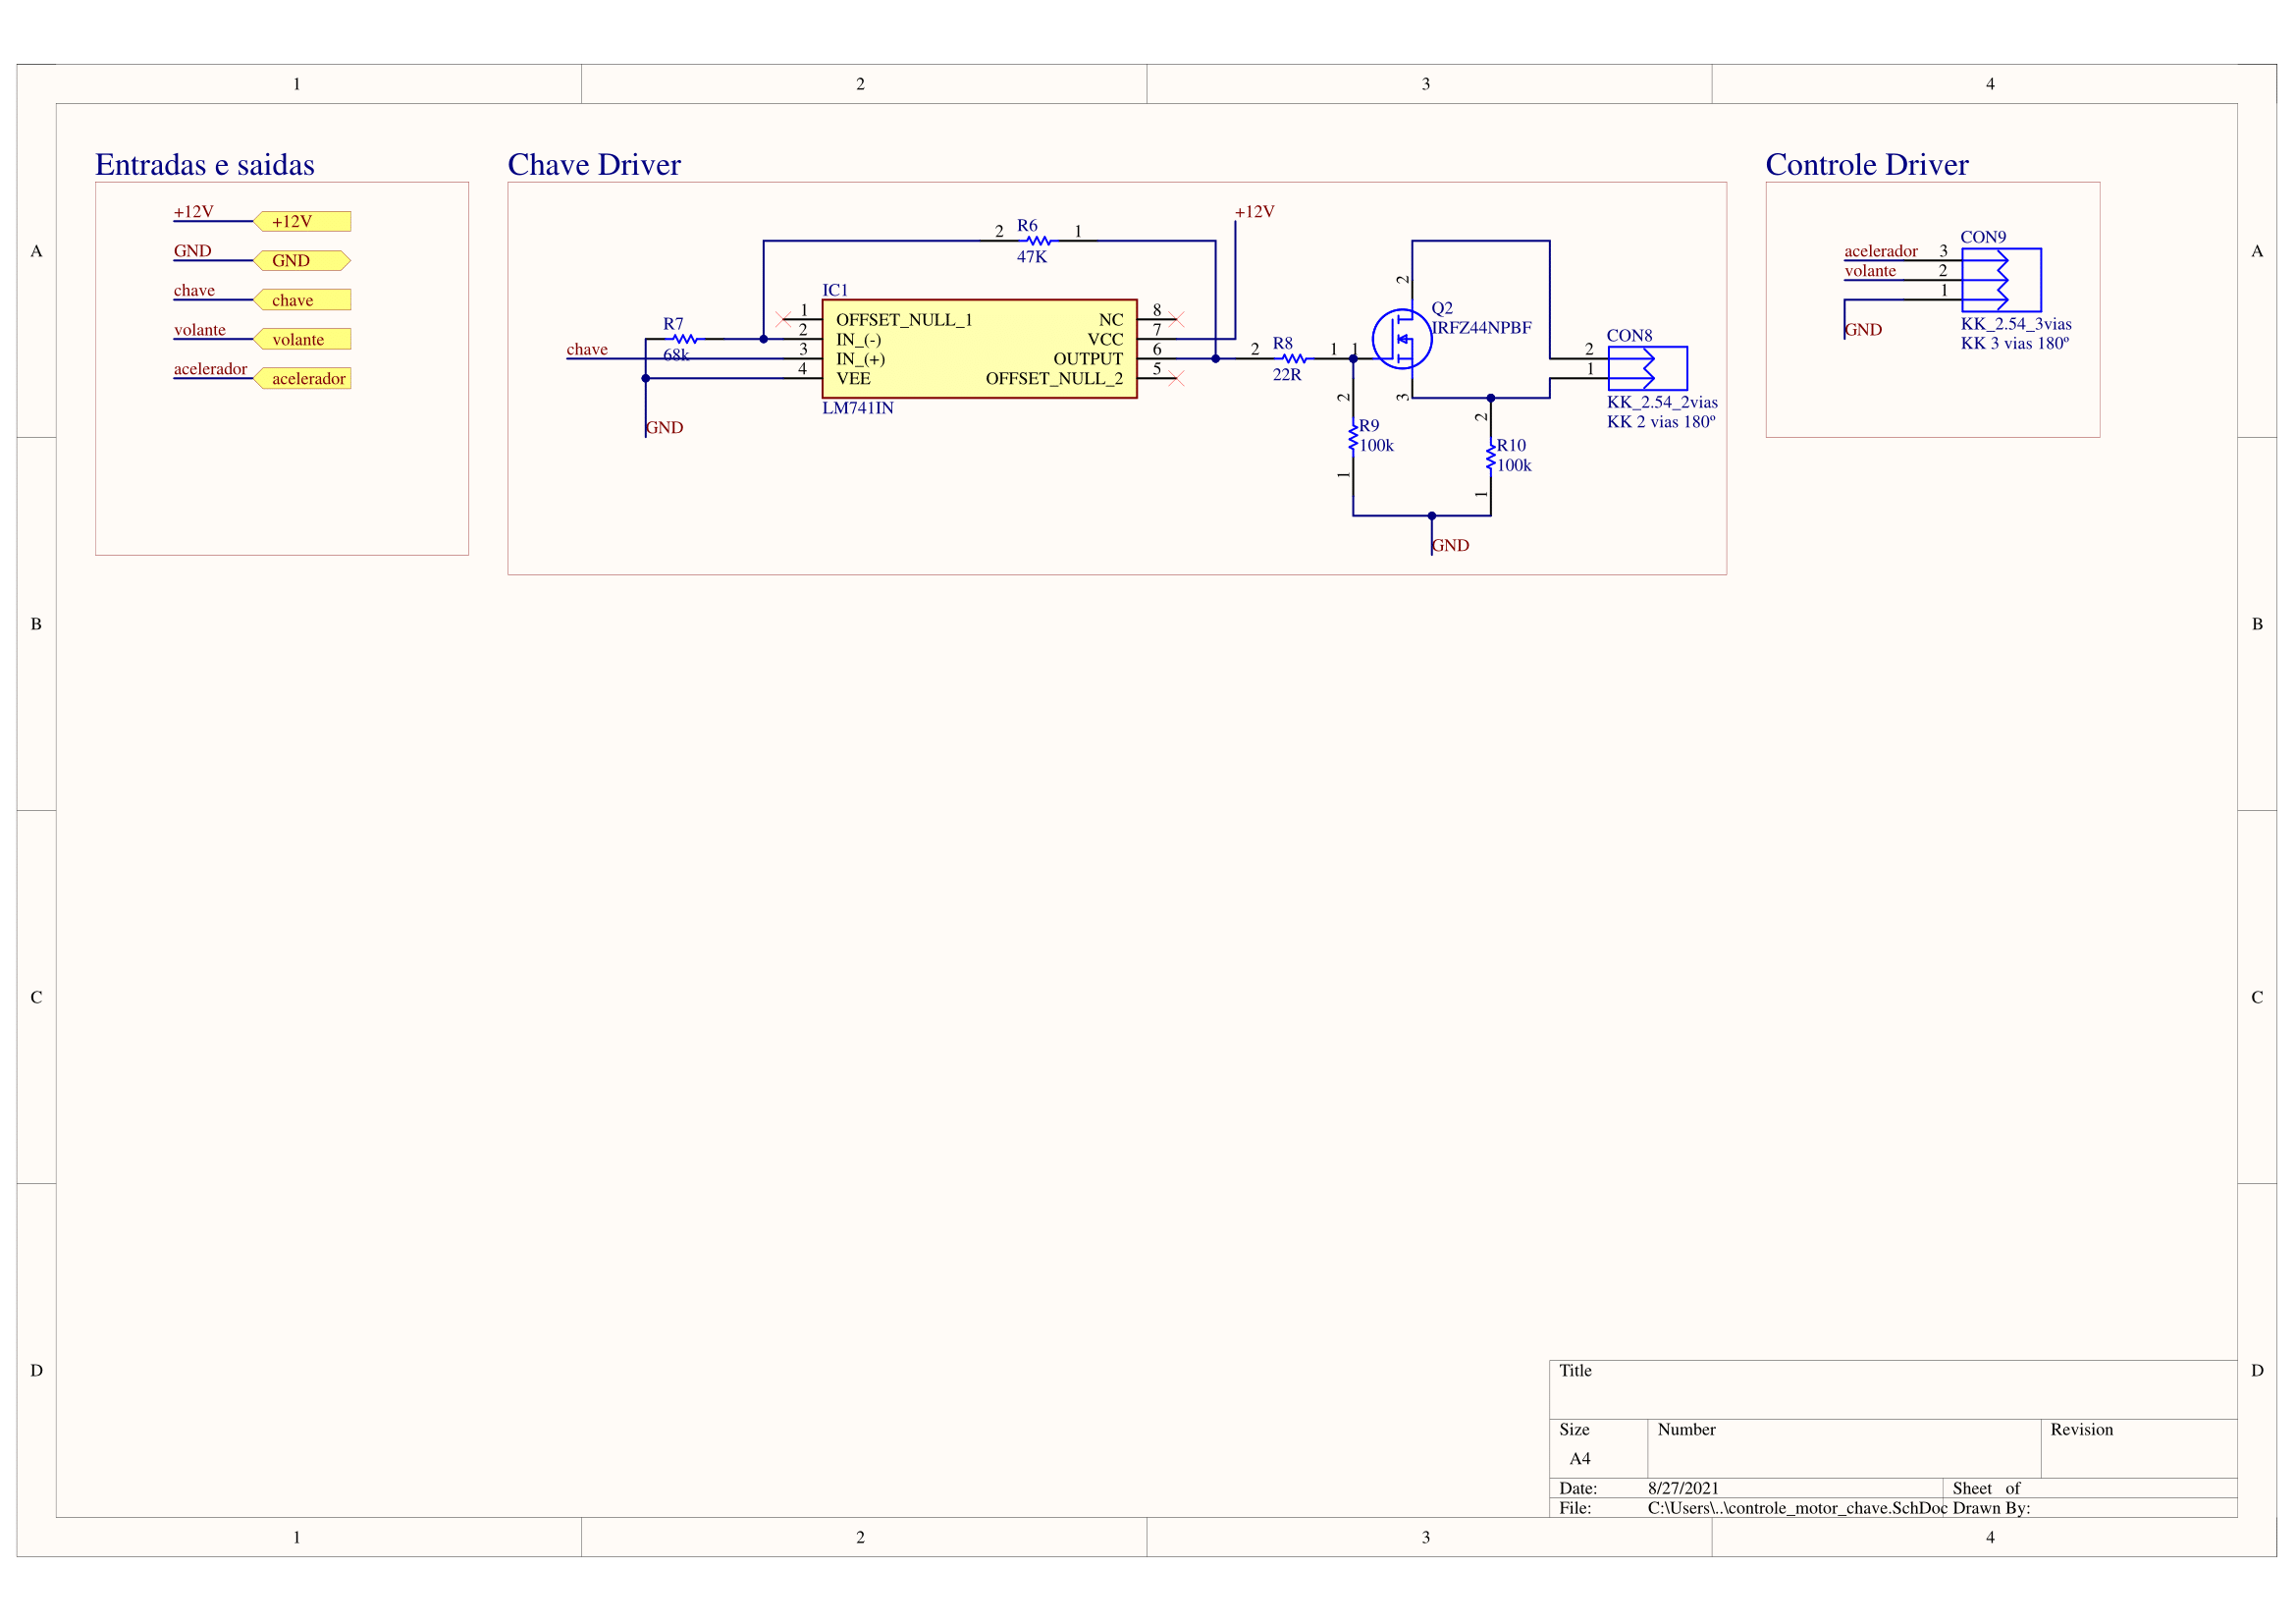 1 2 3 4
A A
B B
C C
D D
Entradas e saidas
+12V +12V
GND GND
chave chave
volante volante
acelerador acelerador
Chave Driver
+12V
2 R6 1
47K
IC1
1 OFFSET_NULL_1 NC 8
2 IN_(-) VCC 7
3 IN_(+) OUTPUT 6
4 VEE OFFSET_NULL_2 5
LM741IN
R7
68k
chave
GND
2 R8 1 1
22R
2
Q2
IRFZ44NPBF
3
2
R9
100k
1
2
R10
100k
1
GND
CON8
2
1
KK_2.54_2vias
KK 2 vias 180º
Controle Driver
CON9
acelerador 3
volante 2
1
GND
KK_2.54_3vias
KK 3 vias 180º
Title
Size Number Revision
A4
Date: 8/27/2021 Sheet of
File: C:\Users\..\controle_motor_chave.SchDoc Drawn By:
1 2 3 4